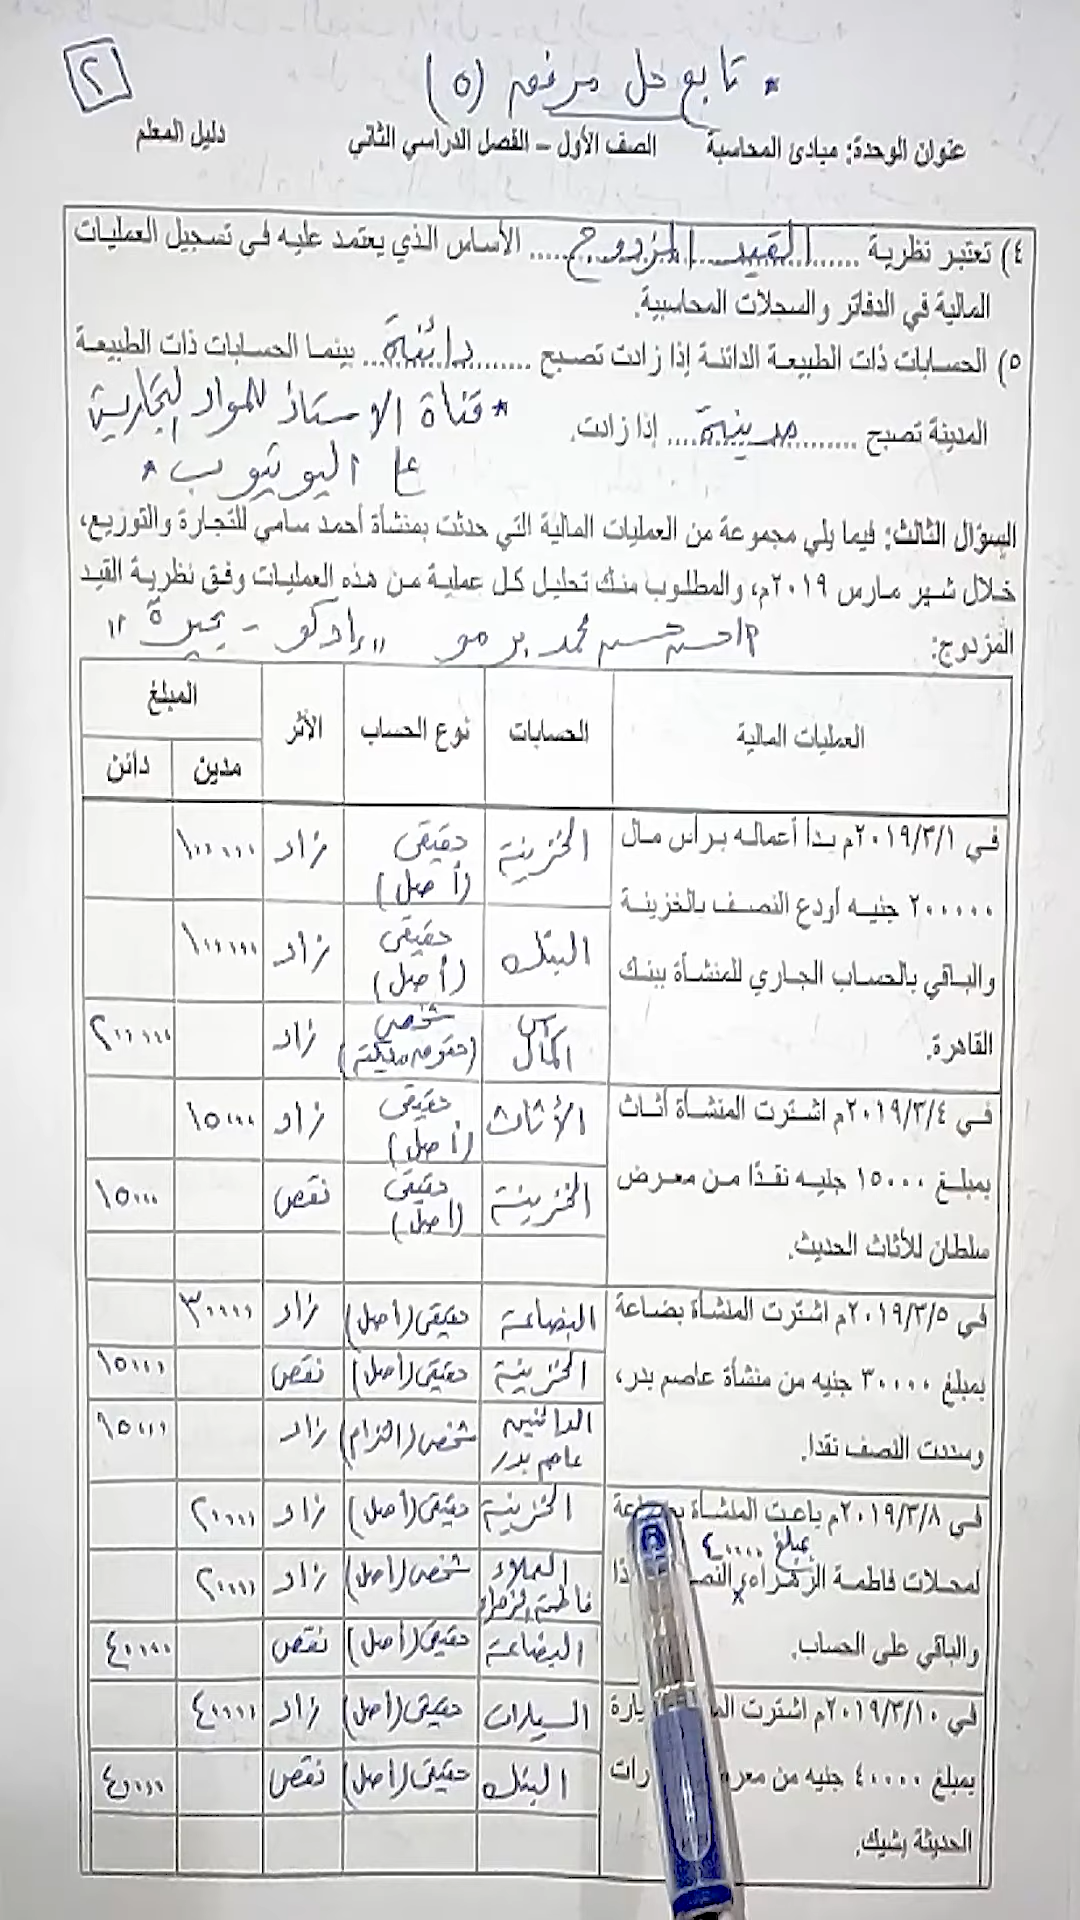 ٢
* تابع حل مرفق (٥)
عنوان الوحدة: مبادئ المحاسبة الصف الأول – الفصل الدراسي الثاني دليل المعلم
٤) تعتبر نظرية ......القيد المزدوج...... الأساس الذي يعتمد عليه في تسجيل العمليات
المالية في الدفاتر والسجلات المحاسبية.
٥) الحسابات ذات الطبيعة الدائنة إذا زادت تصبح ......دائنة...... بينما الحسابات ذات الطبيعة
المدينة تصبح ......مدينة...... إذا زادت.
* قناة الاستاذ للمواد التجارية
ع اليوتيوب *
السؤال الثالث: فيما يلي مجموعة من العمليات المالية التي حدثت بمنشأة أحمد سامي للتجارة والتوزيع،
خلال شهر مارس ٢٠١٩م، والمطلوب منك تحليل كل عملية من هذه العمليات وفق نظرية القيد
المزدوج:
محمد
العمليات المالية الحسابات نوع الحساب الأثر المبلغ
مدين دائن
في ٢٠١٩/٣/١م بدأ أعماله برأس مال
٢٠٠٠٠٠ جنيه أودع النصف بالخزينة
والباقي بالحساب الجاري للمنشأة ببنك
القاهرة.
الخزينة حقيقي (أصل) زاد ١٠٠٠٠٠
البنك حقيقي (أصل) زاد ١٠٠٠٠٠
رأس المال شخصي (حقوق ملكية) زاد ٢٠٠٠٠٠
في ٢٠١٩/٣/٤م اشترت المنشأة أثاث
بمبلغ ١٥٠٠٠ جنيه نقدًا من معرض
سلطان للأثاث الحديث.
الأثاث حقيقي (أصل) زاد ١٥٠٠٠
الخزينة حقيقي (أصل) نقص ١٥٠٠٠
في ٢٠١٩/٣/٥م اشترت المنشأة بضاعة
بمبلغ ٣٠٠٠٠ جنيه من منشأة عاصم بدر،
وسددت النصف نقدا.
البضاعة حقيقي (أصل) زاد ٣٠٠٠٠
الخزينة حقيقي (أصل) نقص ١٥٠٠٠
الدائنين عاصم بدر شخصي (التزام) زاد ١٥٠٠٠
في ٢٠١٩/٣/٨م باعت المنشأة
بمبلغ ٤٠٠٠٠
لمحلات فاطمة الزهراء،
والباقي على الحساب.
الخزينة حقيقي (أصل) زاد ٢٠٠٠٠
العملاء فاطمة الزهراء شخصي (أصل) زاد ٢٠٠٠٠
البضاعة حقيقي (أصل) نقص ٤٠٠٠٠
في ٢٠١٩/٣/١٠م اشترت
بمبلغ ٤٠٠٠٠ جنيه من
الحديثة بشيك.
السيارات حقيقي (أصل) زاد ٤٠٠٠٠
البنك حقيقي (أصل) نقص ٤٠٠٠٠